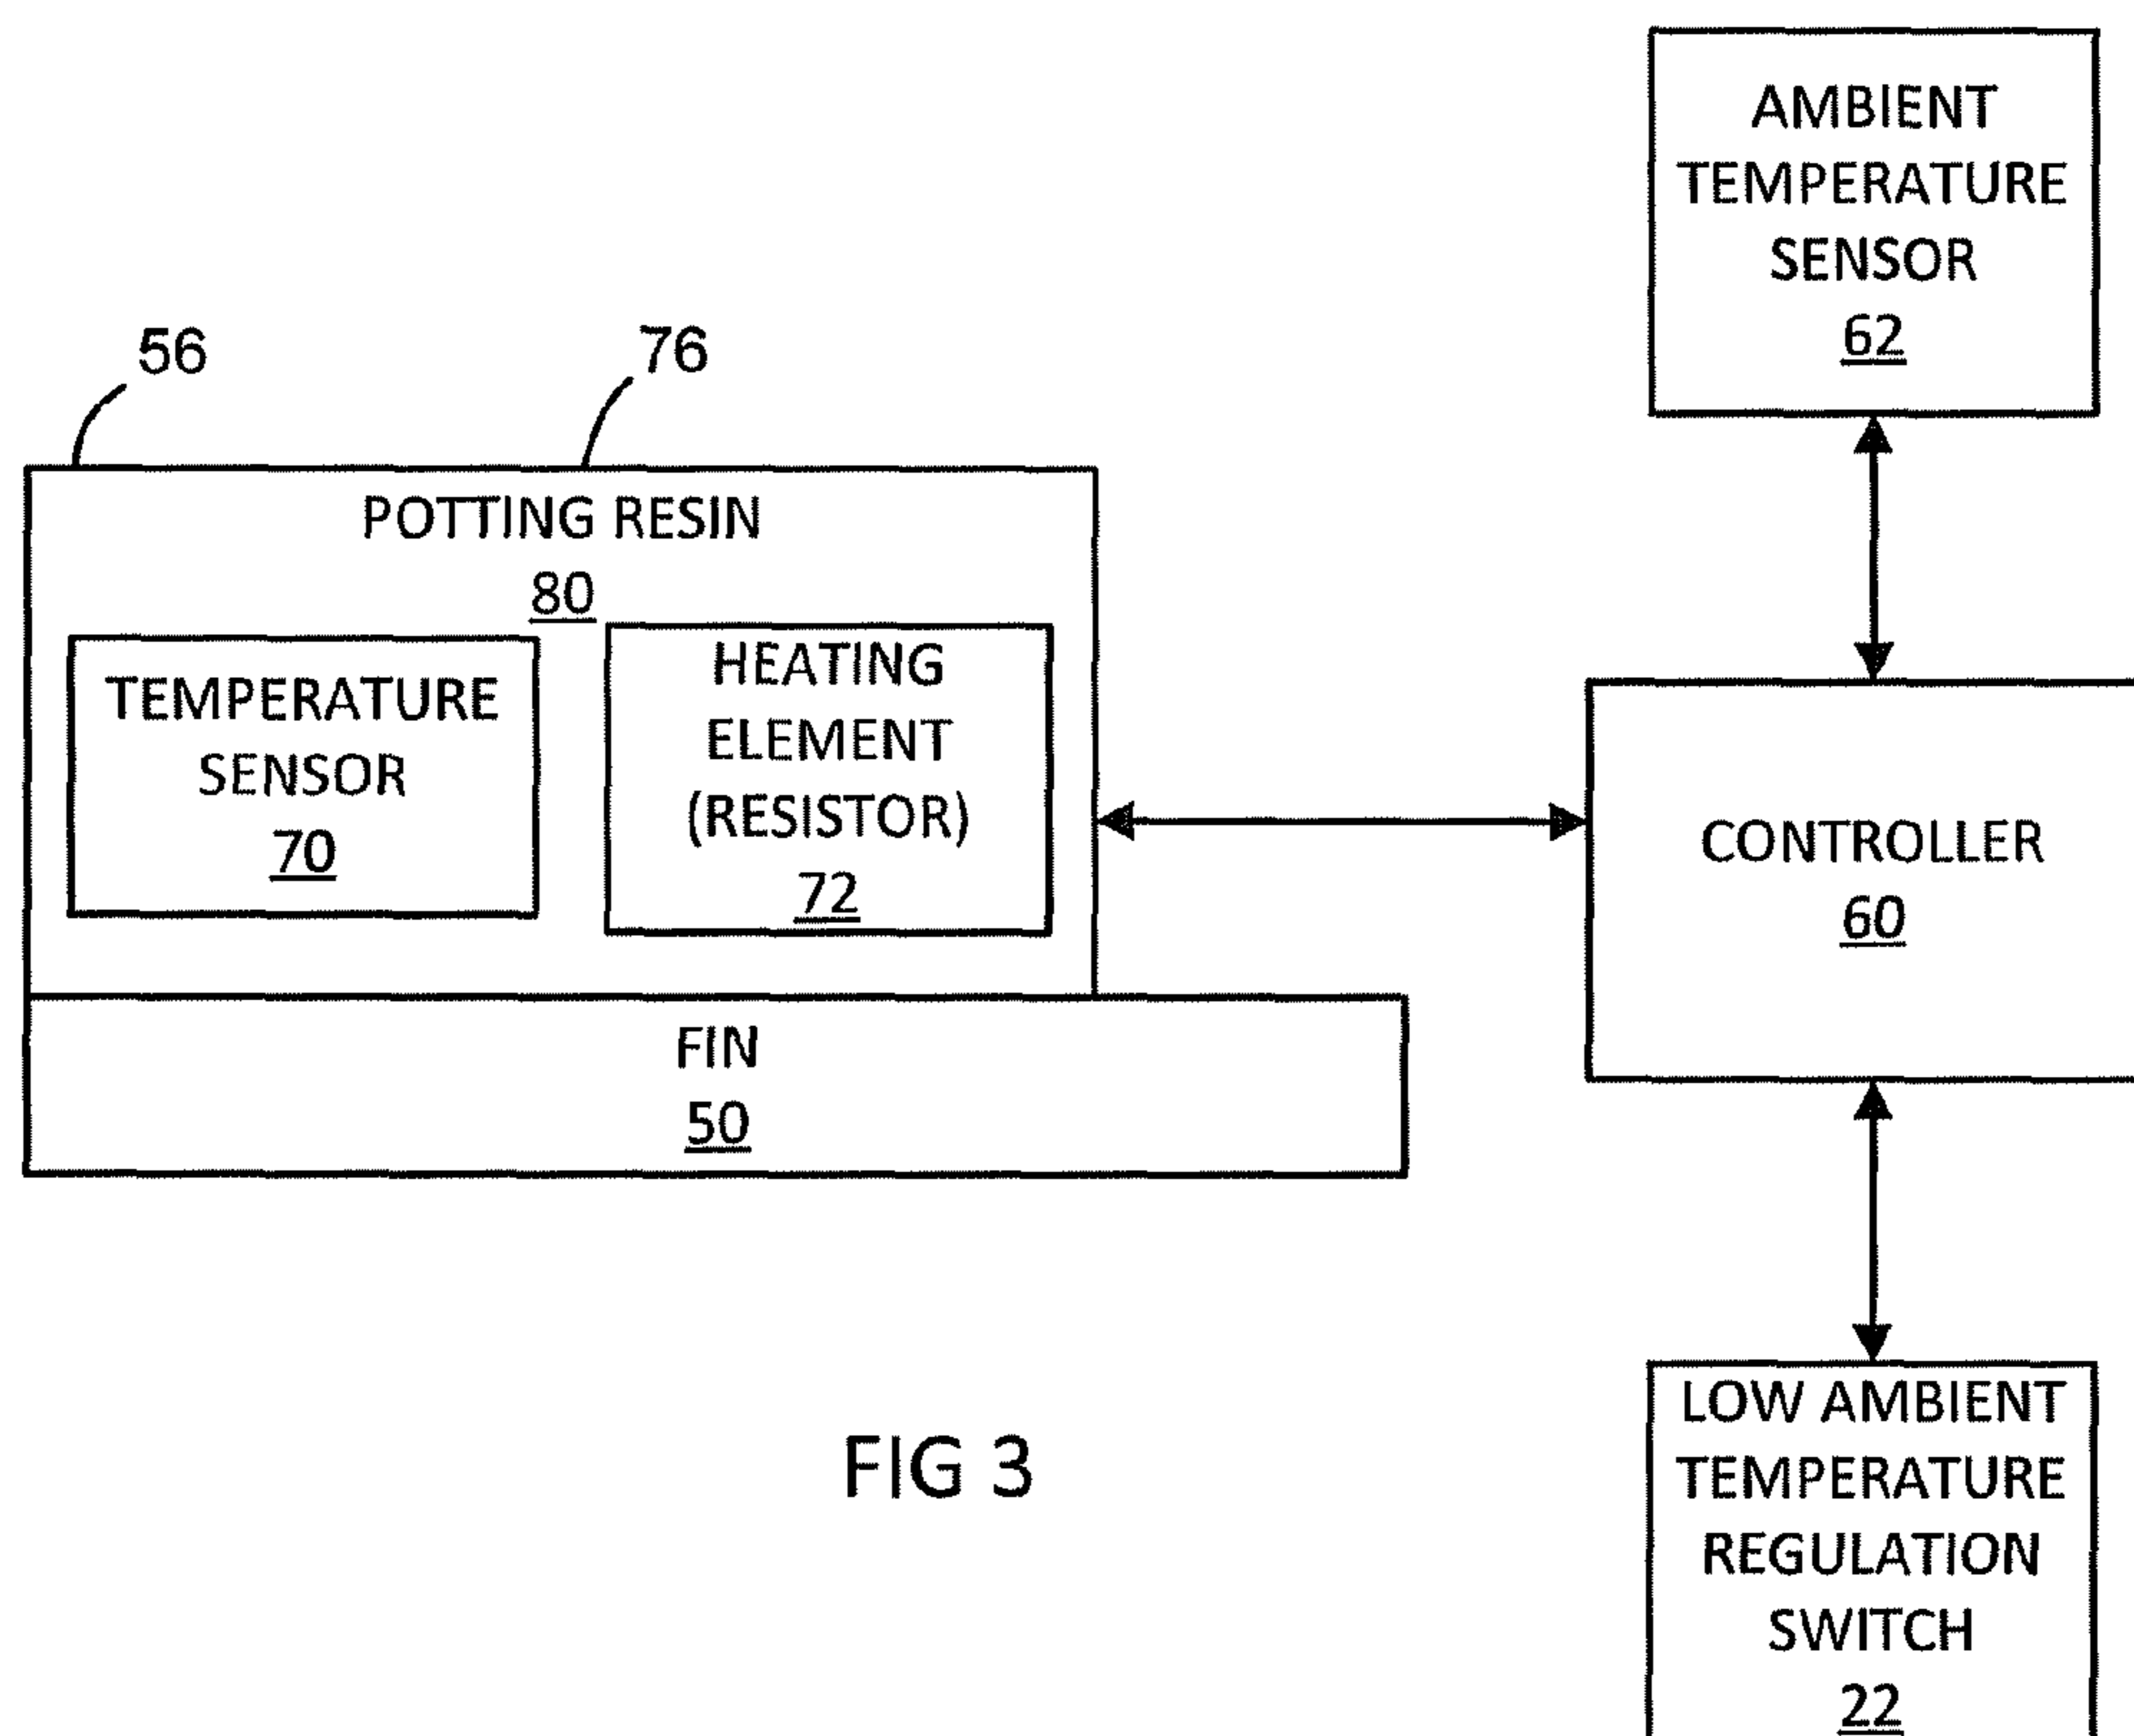 AMBIENT
TEMPERATURE
SENSOR
62
56
76
POTTING RESIN
80
TEMPERATURE
SENSOR
70
HEATING
ELEMENT
(RESISTOR)
72
CONTROLLER
60
FIN
50
LOW AMBIENT
TEMPERATURE
REGULATION
SWITCH
22
FIG 3